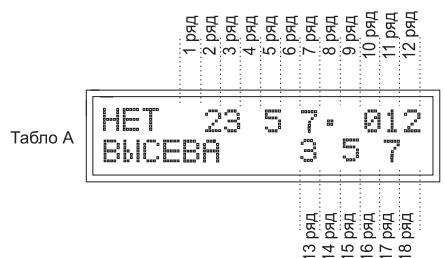 1 ряд 2 ряд 3 ряд 4 ряд 5 ряд 6 ряд 7 ряд 8 ряд 9 ряд 10 ряд 11 ряд 12 ряд
Табло А
НЕТ 23 5 7. 012
ВЫСЕВА 3 5 7
13 ряд 14 ряд 15 ряд 16 ряд 17 ряд 18 ряд